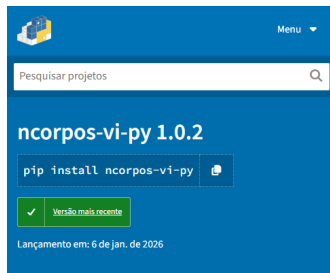 Menu
Pesquisar projetos
ncorpos-vi-py 1.0.2
pip install ncorpos-vi-py
Versão mais recente
Lançamento em: 6 de jan. de 2026